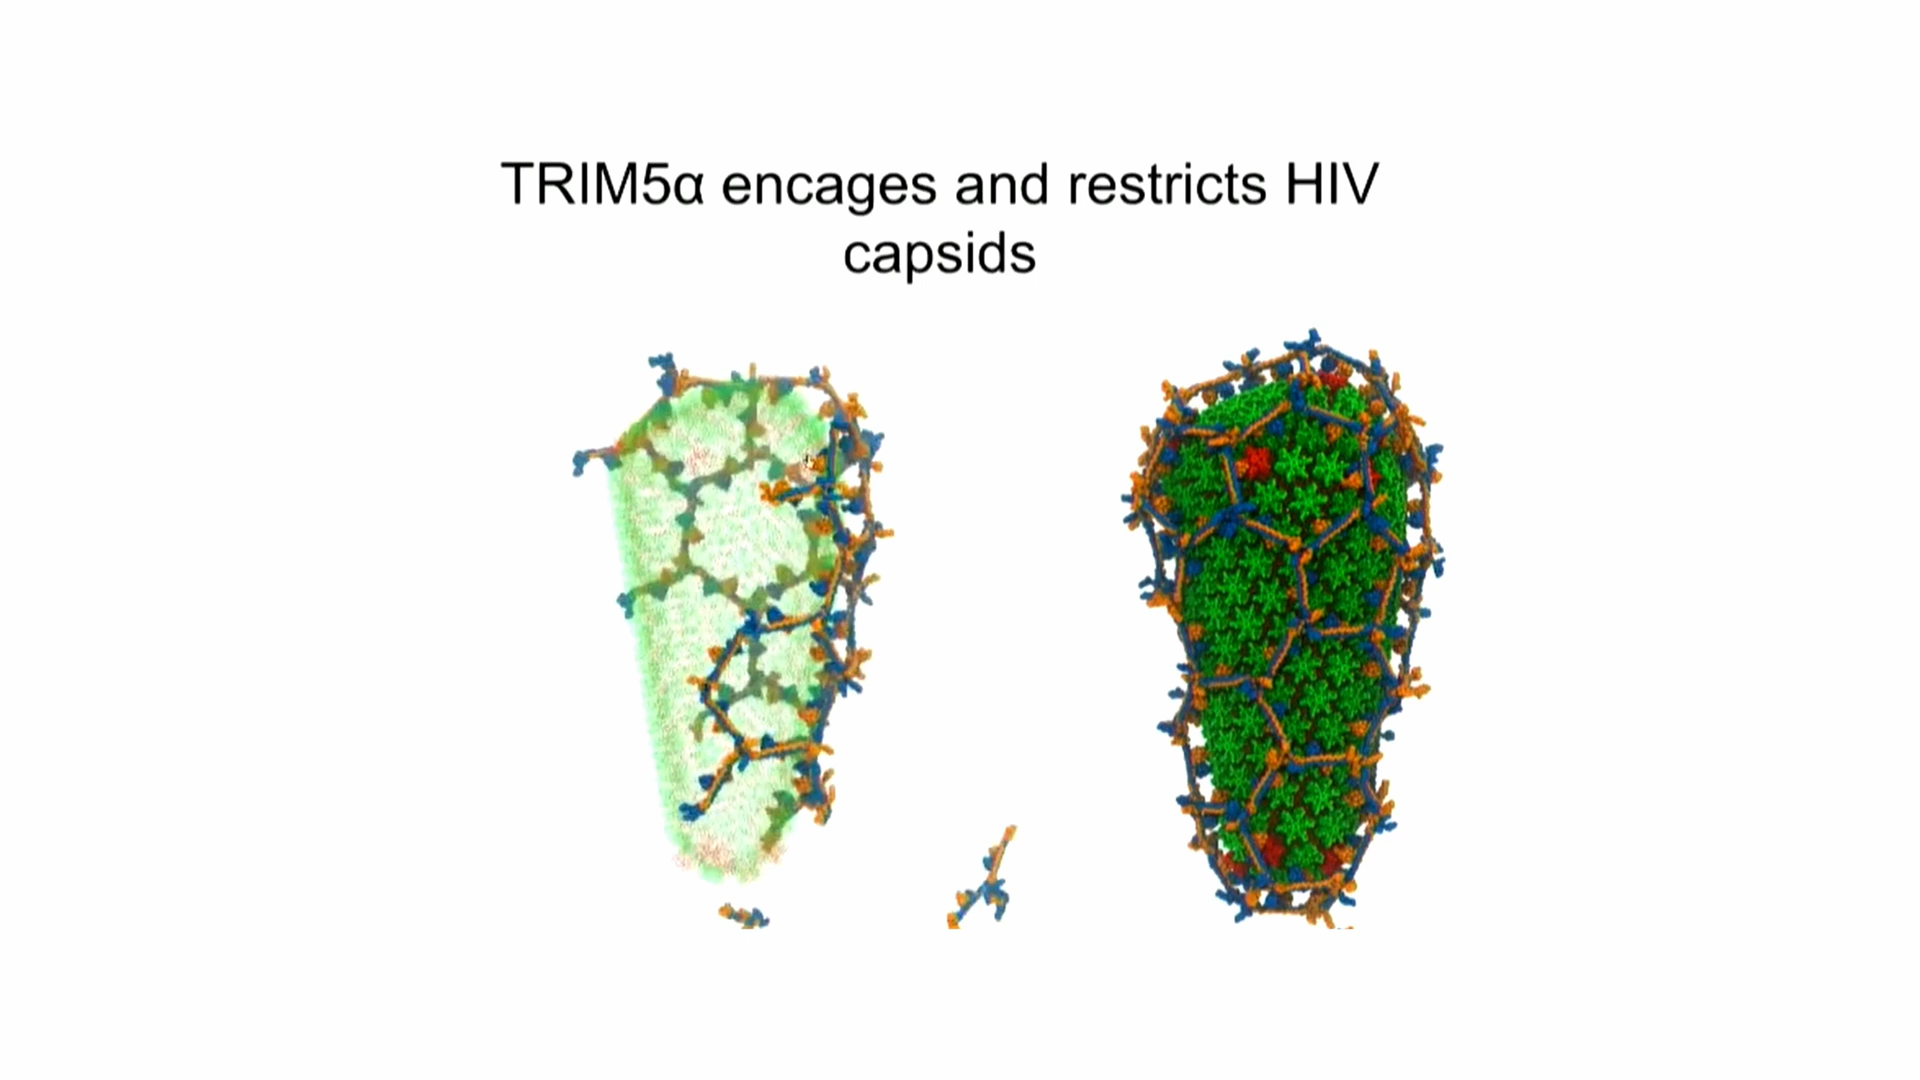 TRIM5α encages and restricts HIV
capsids